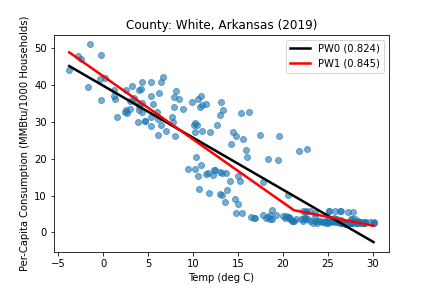 County: White, Arkansas (2019)
Per-Capita Consumption (MMBtu/1000 Households)
50
40
30
20
10
0
PW0 (0.824)
PW1 (0.845)
−5 0 5 10 15 20 25 30
Temp (deg C)